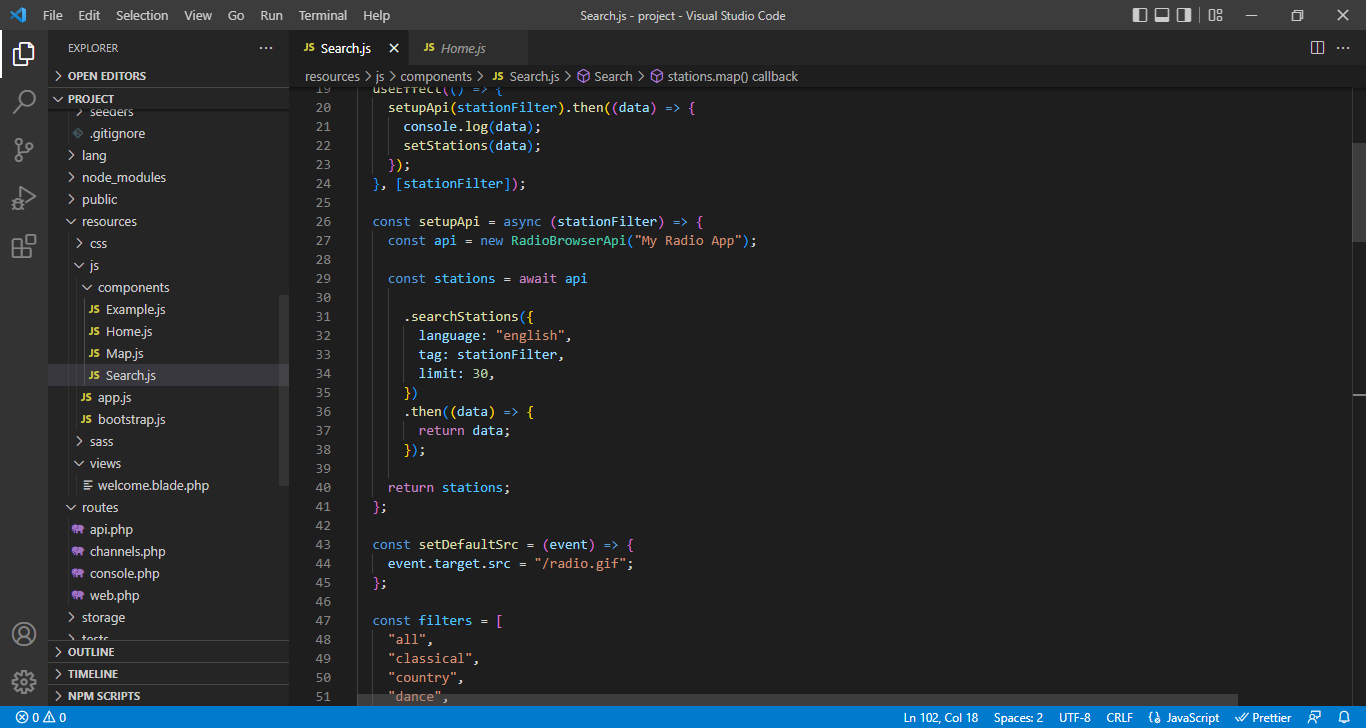 File Edit Selection View Go Run Terminal Help
Search.js - project - Visual Studio Code
EXPLORER
OPEN EDITORS
PROJECT
seeders
.gitignore
lang
node_modules
public
resources
css
js
components
JS Example.js
JS Home.js
JS Map.js
JS Search.js
JS app.js
JS bootstrap.js
sass
views
welcome.blade.php
routes
api.php
channels.php
console.php
web.php
storage
tests
OUTLINE
TIMELINE
NPM SCRIPTS
JS Search.js
JS Home.js
resources > js > components > JS Search.js > Search > stations.map() callback
19 useEffect(() => {
20 setupApi(stationFilter).then((data) => {
21 console.log(data);
22 setStations(data);
23 });
24 }, [stationFilter]);
25
26 const setupApi = async (stationFilter) => {
27 const api = new RadioBrowserApi("My Radio App");
28
29 const stations = await api
30
31 .searchStations({
32 language: "english",
33 tag: stationFilter,
34 limit: 30,
35 })
36 .then((data) => {
37 return data;
38 });
39
40 return stations;
41 };
42
43 const setDefaultSrc = (event) => {
44 event.target.src = "/radio.gif";
45 };
46
47 const filters = [
48 "all",
49 "classical",
50 "country",
51 "dance",
0 0
Ln 102, Col 18 Spaces: 2 UTF-8 CRLF JavaScript Prettier